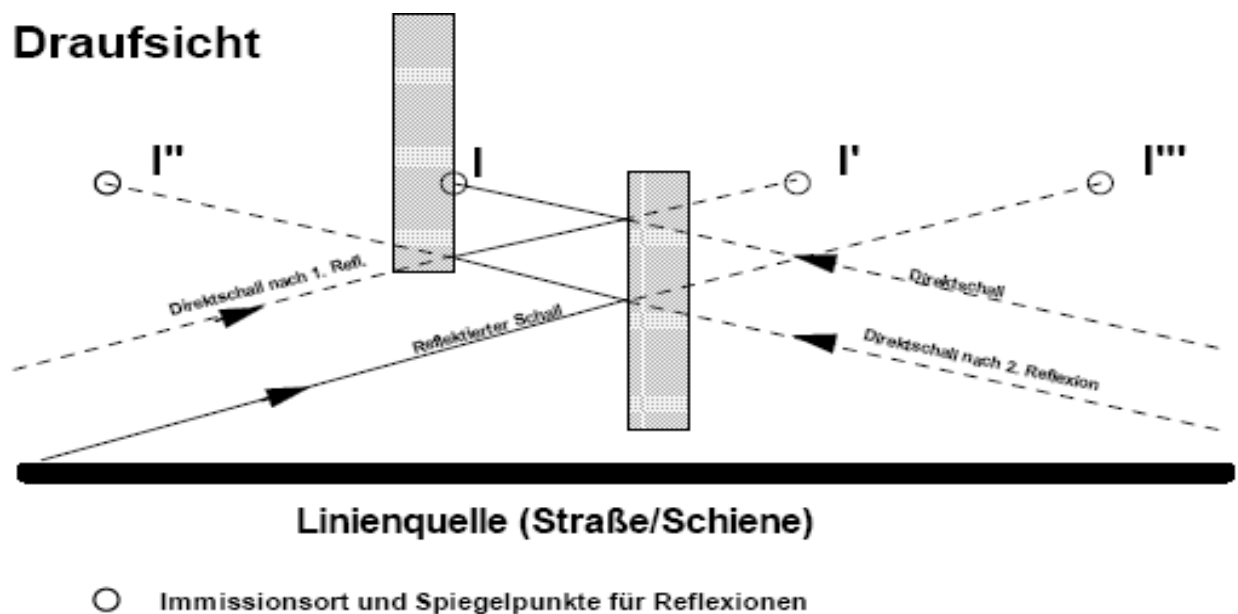 Draufsicht
I"
I
I'
I'''
Direktschall nach 1. Refl.
Reflektierter Schall
Direktschall
Direktschall nach 2. Reflexion
Linienquelle (Straße/Schiene)
Immissionsort und Spiegelpunkte für Reflexionen